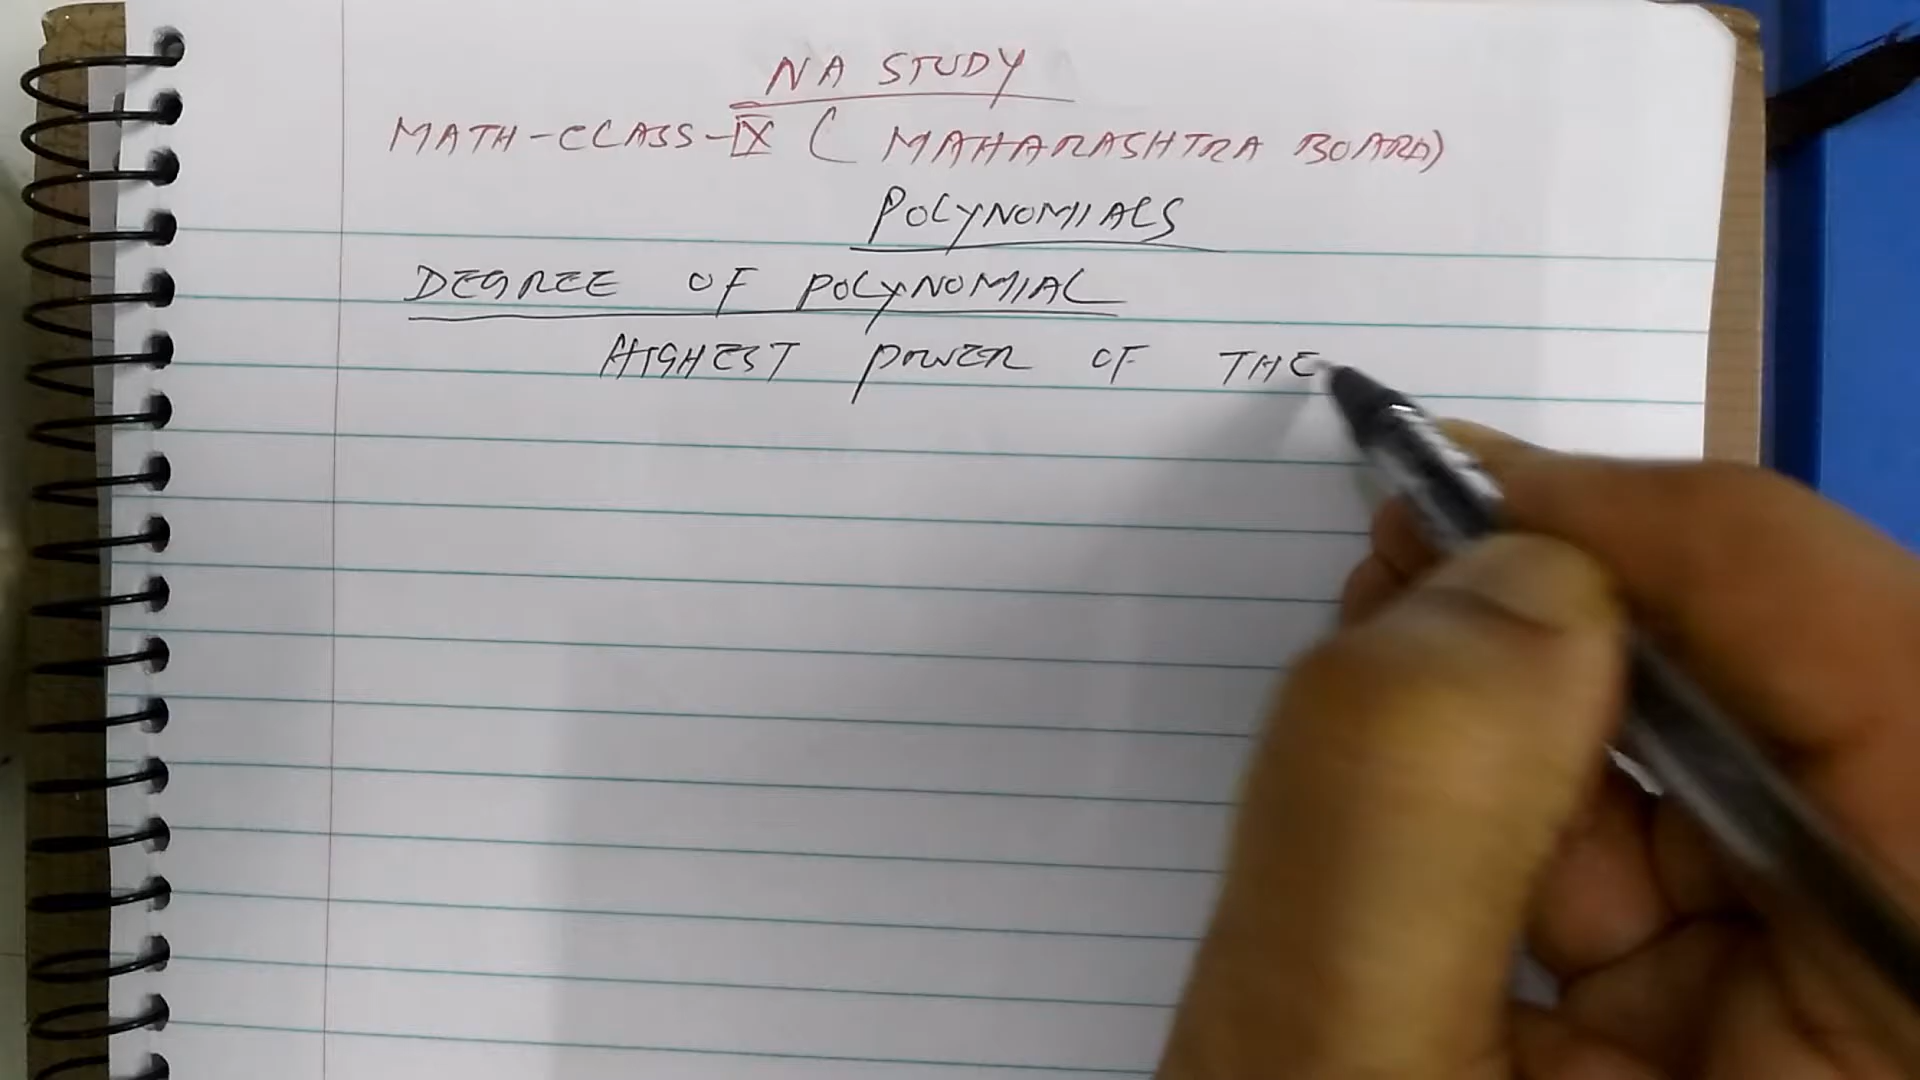 NA STUDY
MATH-CLASS-IX ( MAHARASHTRA BOARD)
POLYNOMIALS
DEGREE OF POLYNOMIAL
HIGHEST POWER OF THE